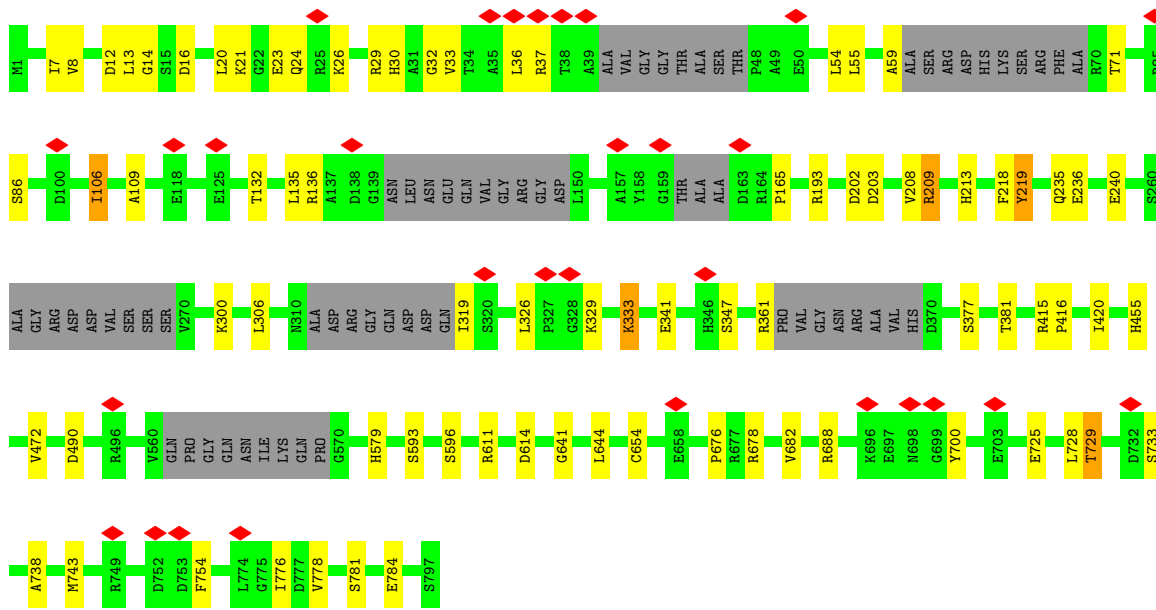 M1 I7 V8 D12 L13 G14 S15 D16 L20 K21 G22 E23 Q24 R25 K26 R29 H30 A31 G32 V33 T34 A35 L36 R37 T38 A39 ALA VAL GLY GLY THR ALA SER THR P48 A49 E50 L54 L55 A59 ALA SER ARG ASP HIS LYS SER ARG PHE ALA R70 T71
S86 D100 I106 A109 E118 E125 T132 L135 R136 A137 D138 G139 ASN LEU ASN GLU GLN VAL GLY ARG GLY ASP L150 A157 Y158 G159 THR ALA ALA D163 R164 P165 R193 D202 D203 V208 R209 H213 F218 Y219 Q235 E236 E240 S260
ALA GLY ARG ASP ASP VAL SER SER SER V270 K300 L306 N310 ALA ASP ARG GLY GLN ASP ASP GLN I319 S320 L326 P327 G328 K329 K333 E341 H346 S347 R361 PRO VAL GLY ASN ARG ALA VAL HIS D370 S377 T381 R415 P416 I420 H455
V472 D490 R496 V560 GLN PRO GLY GLN ASN ILE LYS GLN PRO G570 H579 S593 S596 R611 D614 G641 L644 C654 E658 P676 R677 R678 V682 R688 K696 E697 N698 G699 Y700 E703 E725 L728 T729 D732 S733
A738 M743 R749 D752 D753 F754 L774 G775 I776 D777 V778 S781 E784 S797